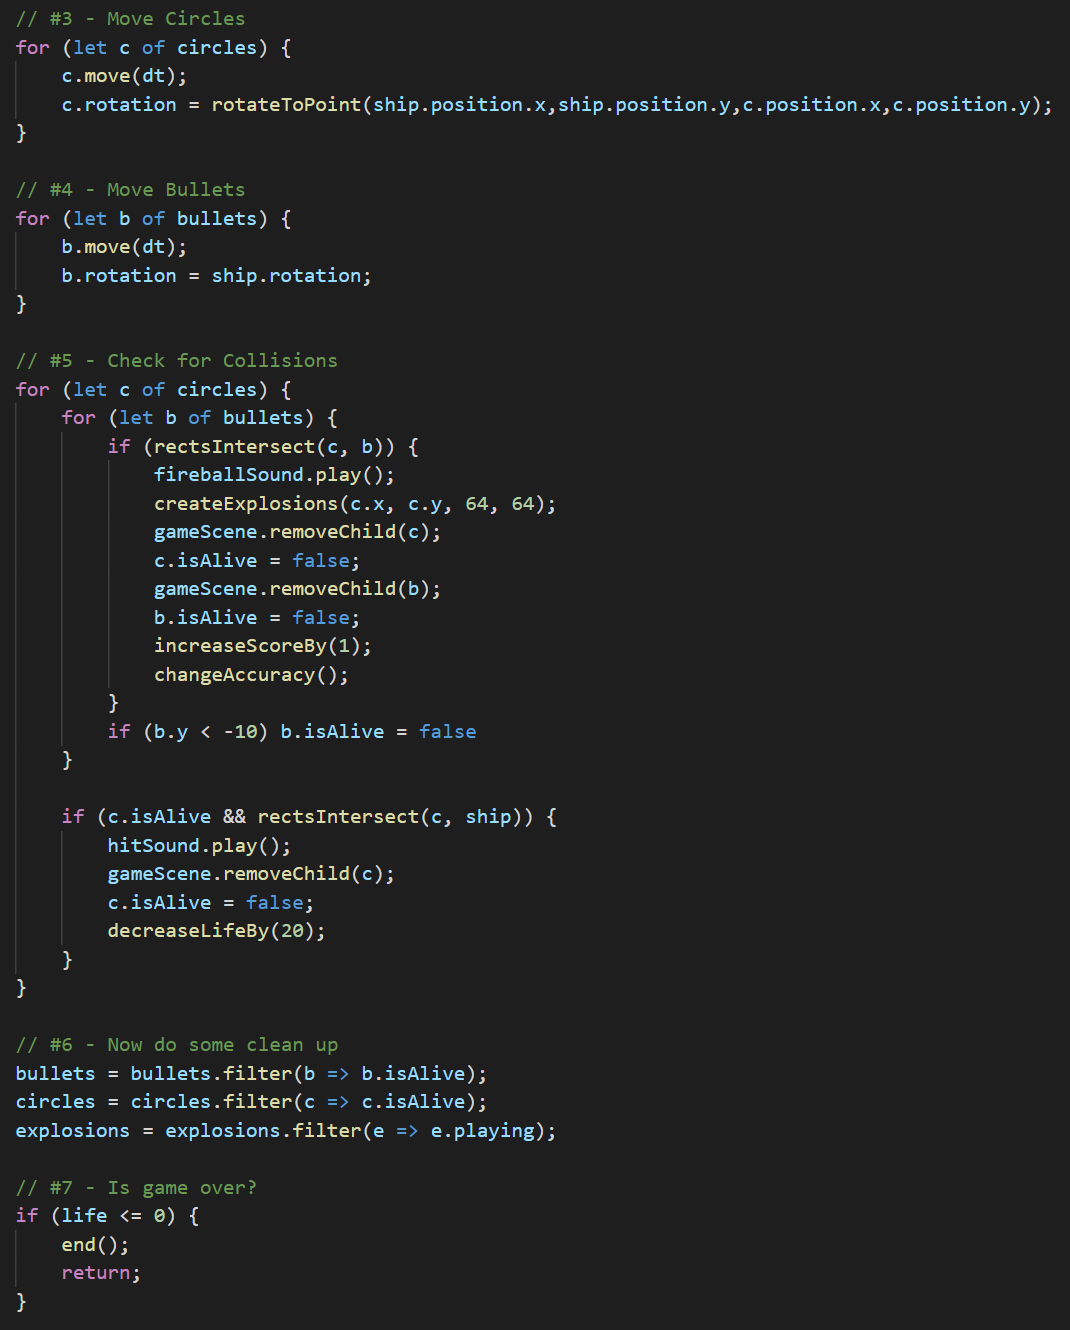 // #3 - Move Circles
for (let c of circles) {
    c.move(dt);
    c.rotation = rotateToPoint(ship.position.x,ship.position.y,c.position.x,c.position.y);
}

// #4 - Move Bullets
for (let b of bullets) {
    b.move(dt);
    b.rotation = ship.rotation;
}

// #5 - Check for Collisions
for (let c of circles) {
    for (let b of bullets) {
        if (rectsIntersect(c, b)) {
            fireballSound.play();
            createExplosions(c.x, c.y, 64, 64);
            gameScene.removeChild(c);
            c.isAlive = false;
            gameScene.removeChild(b);
            b.isAlive = false;
            increaseScoreBy(1);
            changeAccuracy();
        }
        if (b.y < -10) b.isAlive = false
    }

    if (c.isAlive && rectsIntersect(c, ship)) {
        hitSound.play();
        gameScene.removeChild(c);
        c.isAlive = false;
        decreaseLifeBy(20);
    }
}

// #6 - Now do some clean up
bullets = bullets.filter(b => b.isAlive);
circles = circles.filter(c => c.isAlive);
explosions = explosions.filter(e => e.playing);

// #7 - Is game over?
if (life <= 0) {
    end();
    return;
}